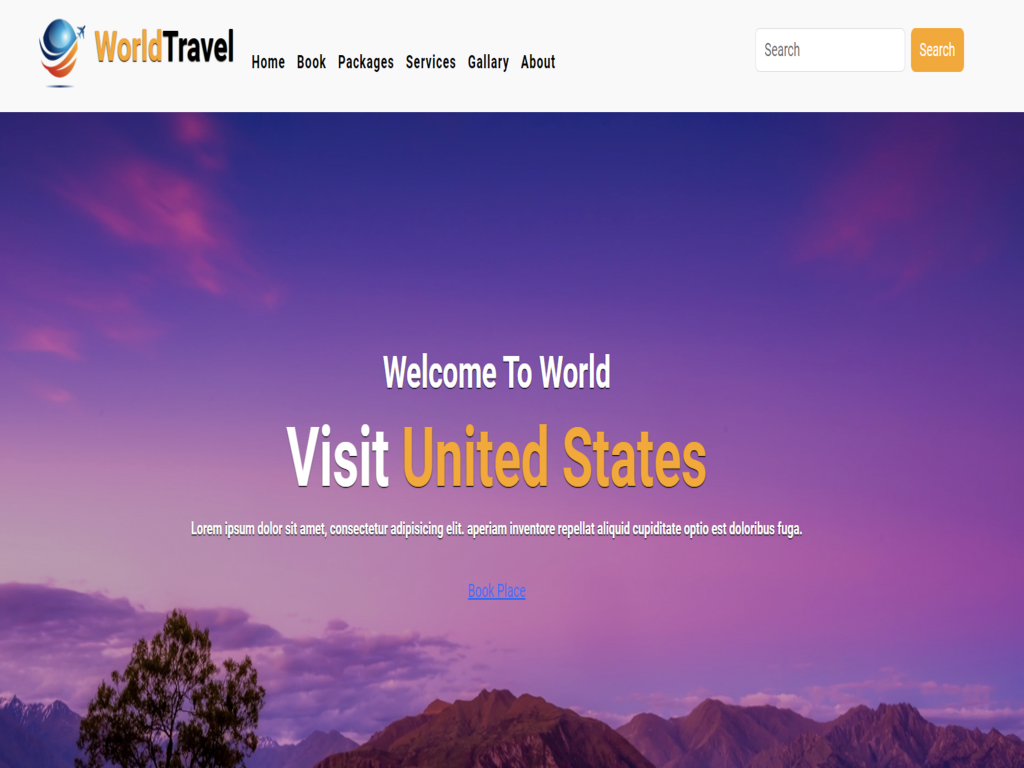 WorldTravel
Home Book Packages Services Gallary About
Search Search
Welcome To World
Visit United States
Lorem ipsum dolor sit amet, consectetur adipisicing elit. aperiam inventore repellat aliquid cupiditate optio est doloribus fuga.
Book Place